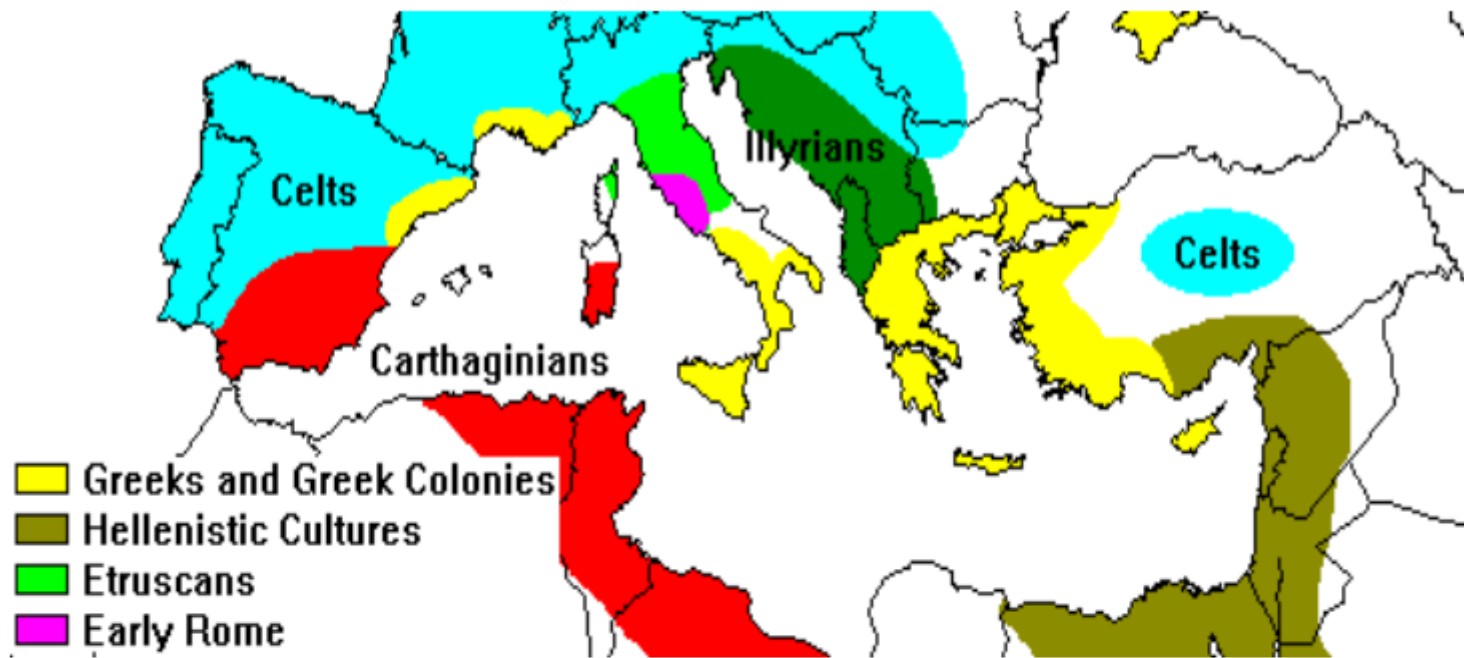 Illyrians
Celts
Celts
Carthaginians
Greeks and Greek Colonies
Hellenistic Cultures
Etruscans
Early Rome